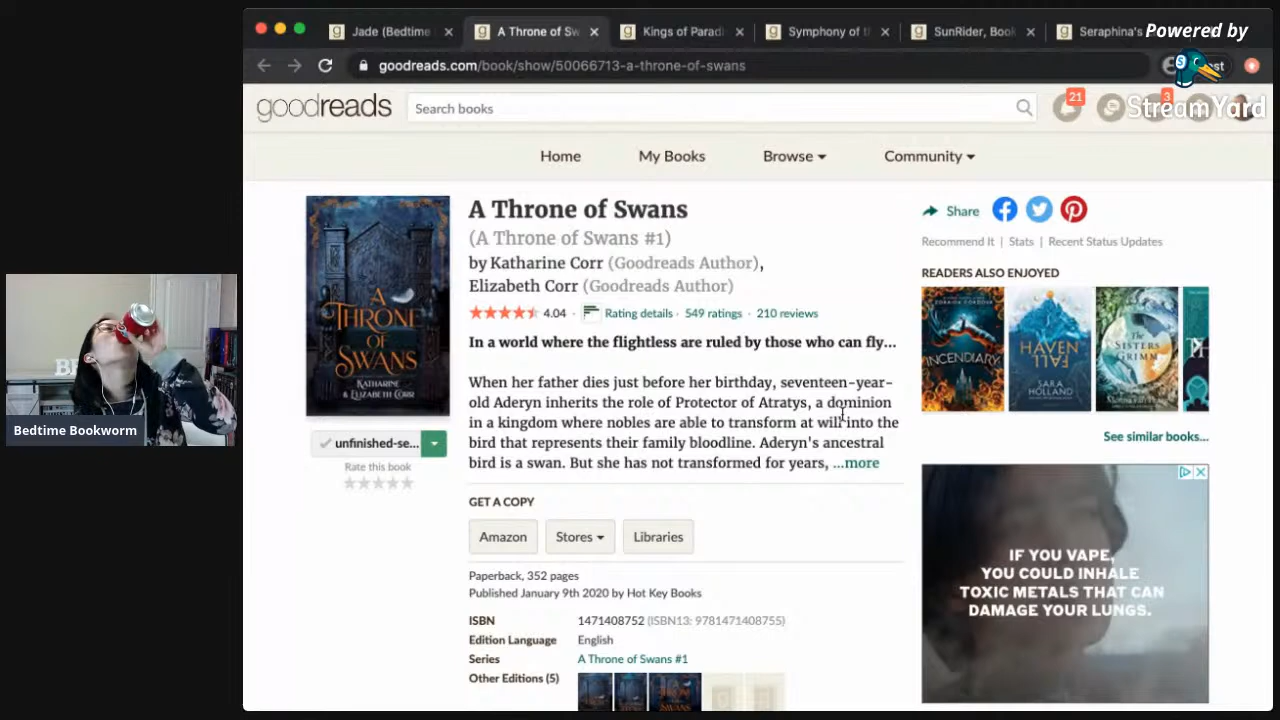 Jade (Bedtime
A Throne of Sw
Kings of Parad
Symphony of t
SunRider, Boo
Seraphina's
Powered by
goodreads.com/book/show/50066713-a-throne-of-swans
StreamYard
goodreads
Search books
21
3
Home
My Books
Browse
Community
A Throne of Swans
(A Throne of Swans #1)
by Katharine Corr (Goodreads Author),
Elizabeth Corr (Goodreads Author)
4.04 · Rating details · 549 ratings · 210 reviews
In a world where the flightless are ruled by those who can fly...
When her father dies just before her birthday, seventeen-year-
old Aderyn inherits the role of Protector of Atratys, a dominion
in a kingdom where nobles are able to transform at will into the
bird that represents their family bloodline. Aderyn's ancestral
bird is a swan. But she has not transformed for years, ...more
A
THRONE
OF
SWANS
KATHARINE
& ELIZABETH CORR
unfinished-se...
Rate this book
GET A COPY
Amazon
Stores
Libraries
Paperback, 352 pages
Published January 9th 2020 by Hot Key Books
ISBN 1471408752 (ISBN13: 9781471408755)
Edition Language English
Series A Throne of Swans #1
Other Editions (5)
Share
Recommend It | Stats | Recent Status Updates
READERS ALSO ENJOYED
INCENDIARY
HAVEN
FALL
SARA
HOLLAND
The
SISTERS
GRIMM
See similar books...
IF YOU VAPE,
YOU COULD INHALE
TOXIC METALS THAT CAN
DAMAGE YOUR LUNGS.
Bedtime Bookworm